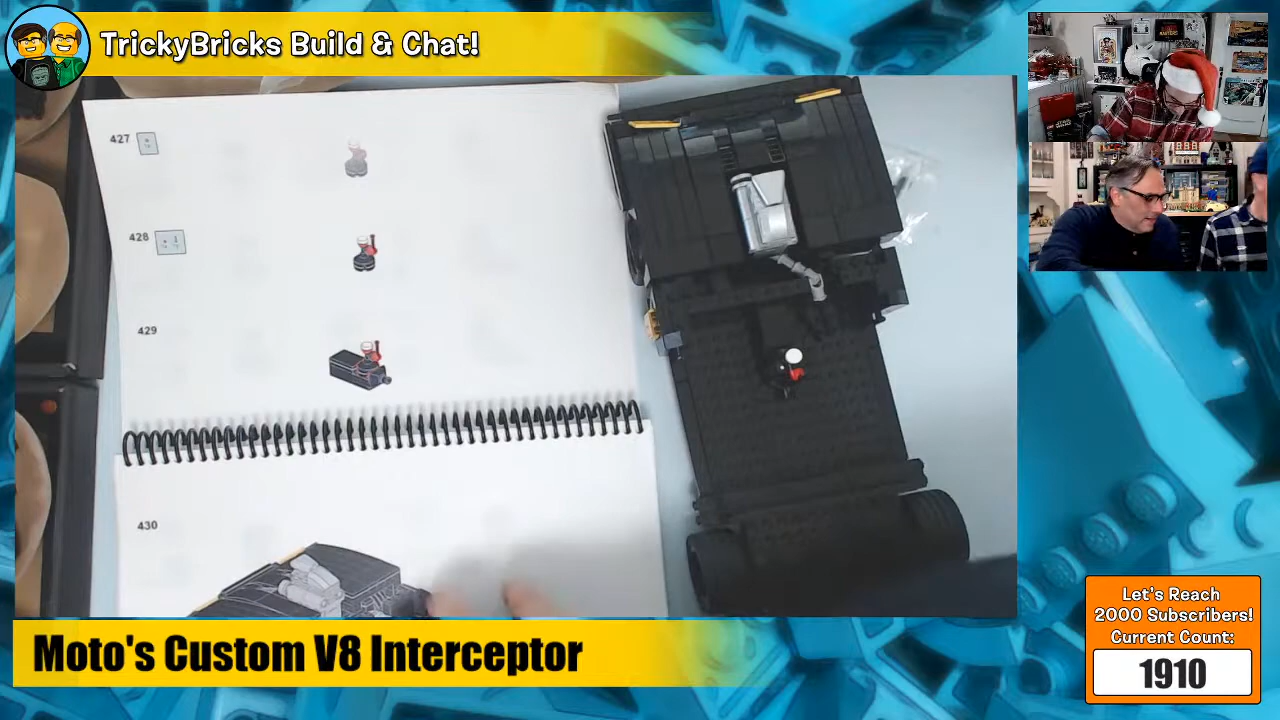 TrickyBricks Build & Chat!
427
428
429
430
Moto's Custom V8 Interceptor
Let's Reach
2000 Subscribers!
Current Count:
1910